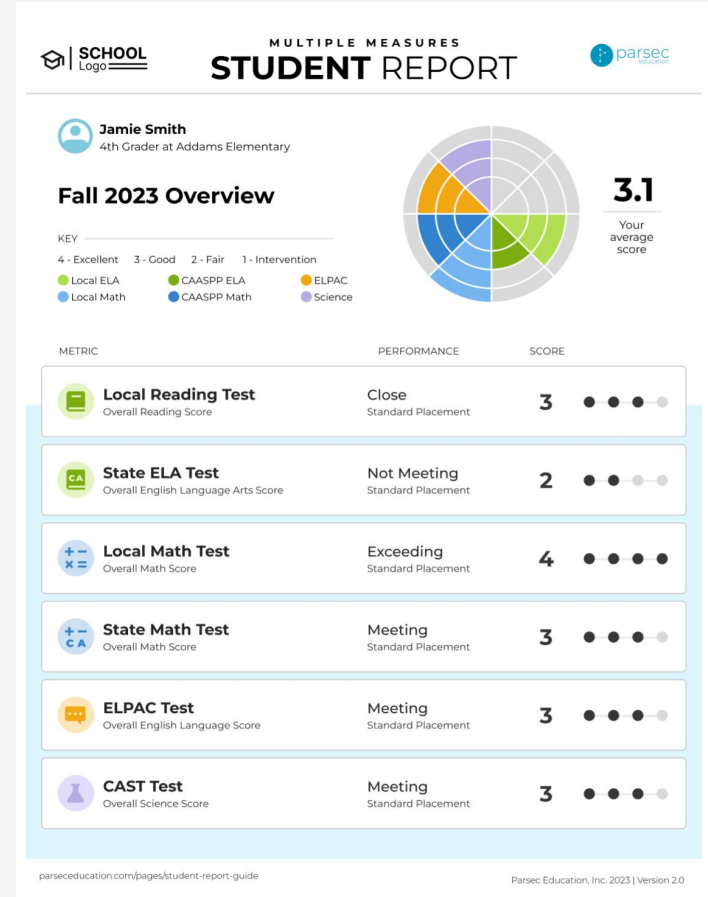 SCHOOL
Logo
MULTIPLE MEASURES
STUDENT REPORT
parsec
education
Jamie Smith
4th Grader at Addams Elementary
Fall 2023 Overview
3.1
Your
average
score
KEY
4 - Excellent 3 - Good 2 - Fair 1 - Intervention
Local ELA CAASPP ELA ELPAC
Local Math CAASPP Math Science
METRIC PERFORMANCE SCORE
Local Reading Test Close 3
Overall Reading Score Standard Placement
CA
State ELA Test Not Meeting 2
Overall English Language Arts Score Standard Placement
+ −
× =
Local Math Test Exceeding 4
Overall Math Score Standard Placement
+ −
C A
State Math Test Meeting 3
Overall Math Score Standard Placement
ELPAC Test Meeting 3
Overall English Language Score Standard Placement
CAST Test Meeting 3
Overall Science Score Standard Placement
parseceducation.com/pages/student-report-guide
Parsec Education, Inc. 2023 | Version 2.0